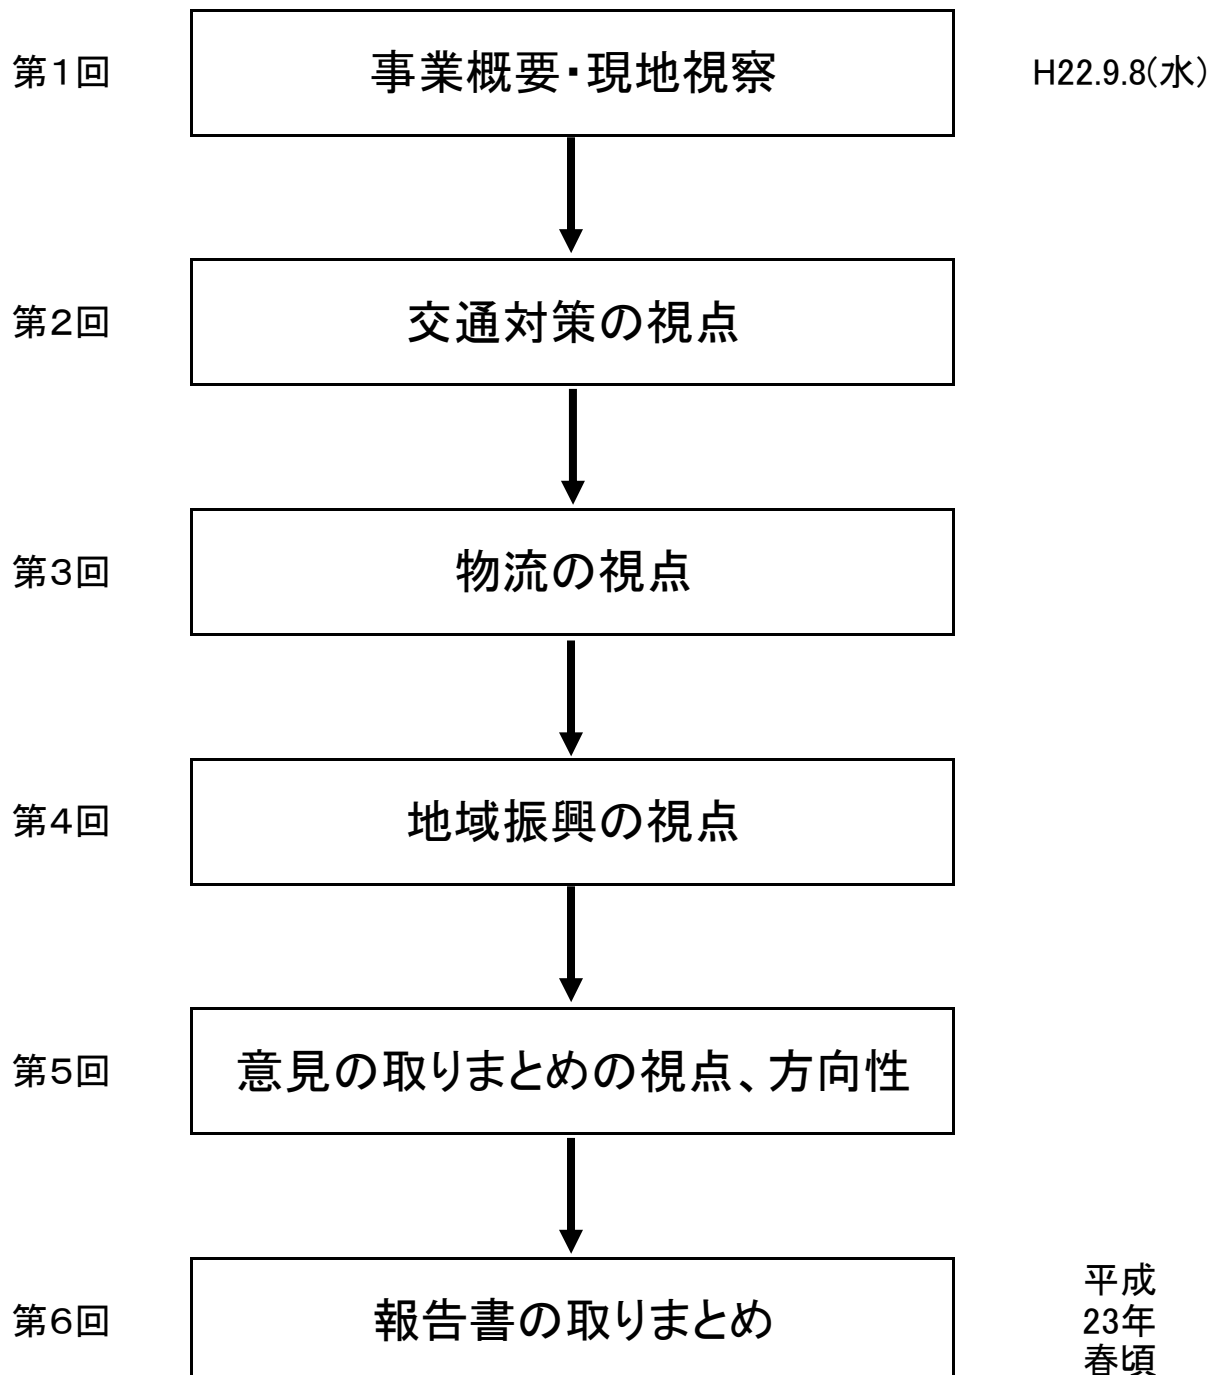 第1回
事業概要・現地視察
H22.9.8(水)
第2回
交通対策の視点
第3回
物流の視点
第4回
地域振興の視点
第5回
意見の取りまとめの視点、方向性
第6回
報告書の取りまとめ
平成
23年
春頃